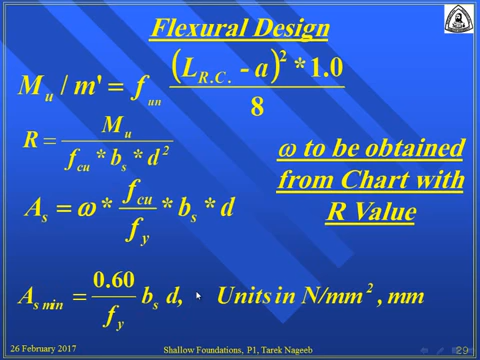 Flexural Design
M_u / m' = f_un (L_R.C. - a)^2 * 1.0 / 8
R = M_u / f_cu * b_s * d^2
ω to be obtained
from Chart with
R Value
A_s = ω * f_cu / f_y * b_s * d
A_s min = 0.60 / f_y b_s d, Units in N/mm^2 , mm
26 February 2017 Shallow Foundations, P1, Tarek Nageeb 29